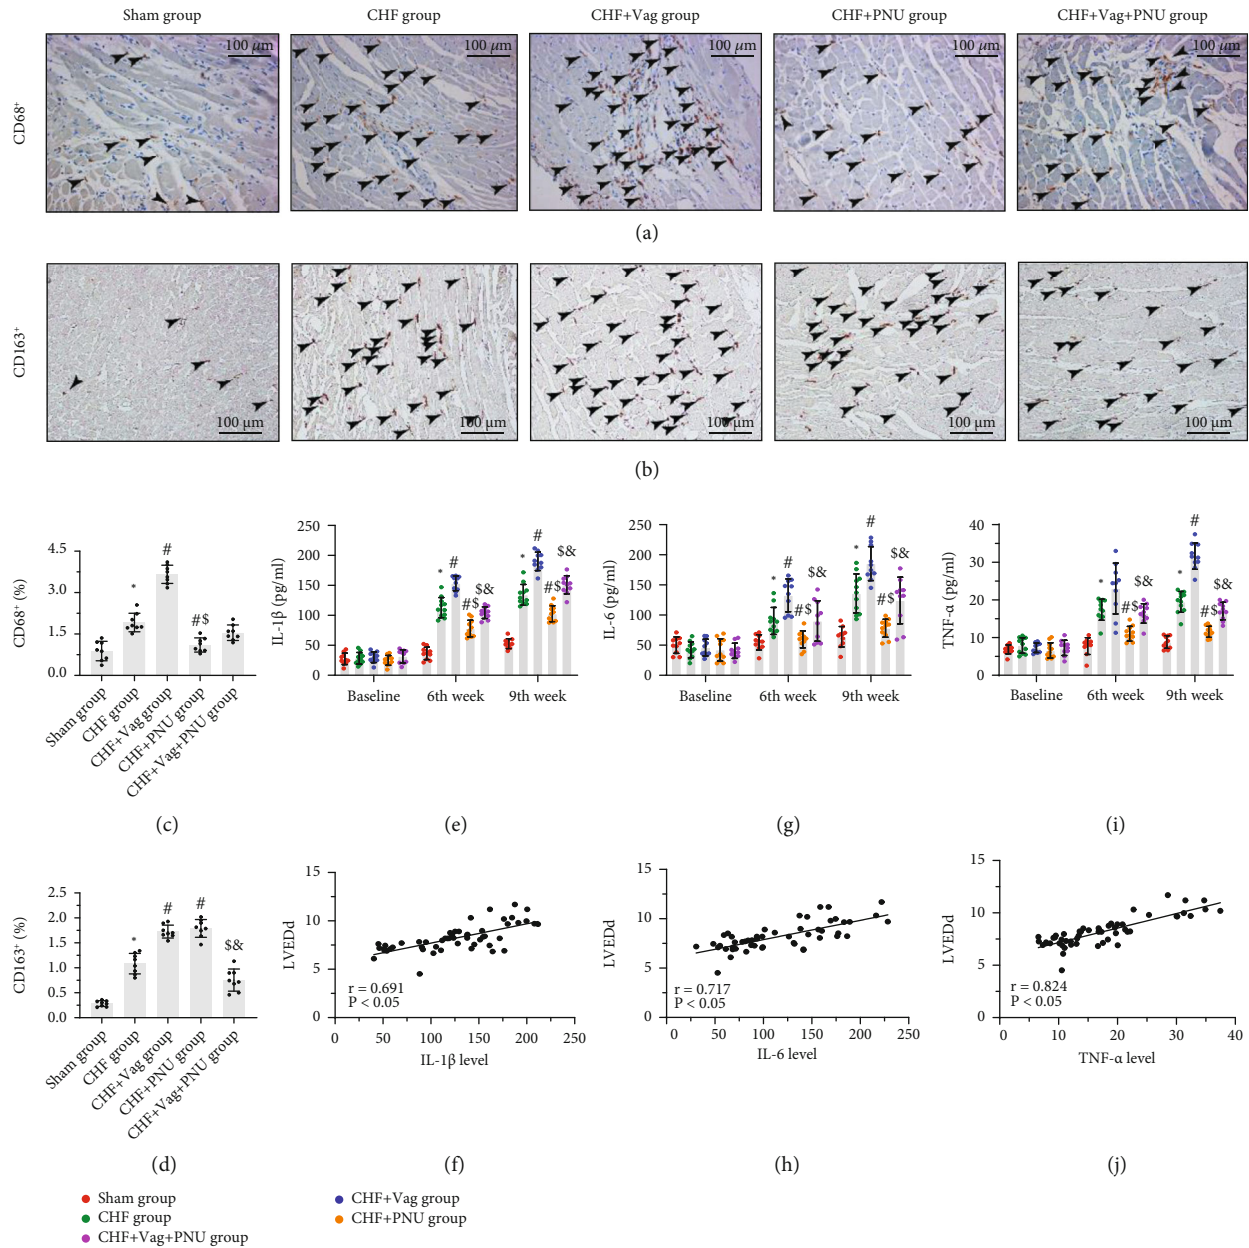 Sham group
CHF group
CHF+Vag group
CHF+PNU group
CHF+Vag+PNU group
CD68⁺
100 μm
100 μm
100 μm
100 μm
100 μm
(a)
CD163⁺
100 μm
100 μm
100 μm
100 μm
100 μm
(b)
CD68⁺ (%)
4.5
3.0
1.5
0.0
*
#
#$
Sham group
CHF group
CHF+Vag group
CHF+PNU group
CHF+Vag+PNU group
(c)
IL-1β (pg/ml)
250
200
150
100
50
0
*
#
#$
$&
*
#
#$
$&
Baseline
6th week
9th week
(e)
IL-6 (pg/ml)
250
200
150
100
50
0
*
#
#$
$&
*
#
#$
$&
Baseline
6th week
9th week
(g)
TNF-α (pg/ml)
40
30
20
10
0
*
#
#$
$&
*
#
#$
$&
Baseline
6th week
9th week
(i)
CD163⁺ (%)
2.5
2.0
1.5
1.0
0.5
0.0
*
#
#
$&
Sham group
CHF group
CHF+Vag group
CHF+PNU group
CHF+Vag+PNU group
(d)
LVEDd
15
10
5
0
r = 0.691
P < 0.05
0 50 100 150 200 250
IL-1β level
(f)
LVEDd
15
10
5
0
r = 0.717
P < 0.05
0 50 100 150 200 250
IL-6 level
(h)
LVEDd
15
10
5
0
r = 0.824
P < 0.05
0 10 20 30 40
TNF-α level
(j)
Sham group
CHF group
CHF+Vag+PNU group
CHF+Vag group
CHF+PNU group